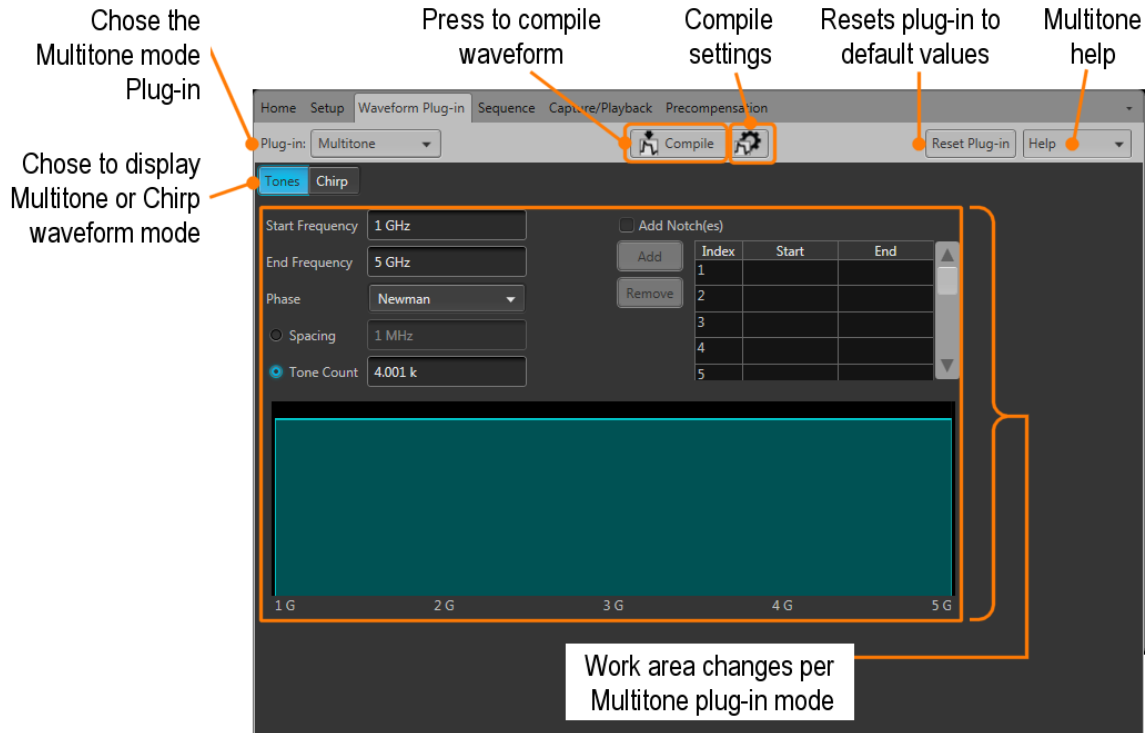 Chose the
Multitone mode
Plug-in
Press to compile
waveform
Compile
settings
Resets plug-in to
default values
Multitone
help
Home Setup Waveform Plug-in Sequence Capture/Playback Precompensation
Plug-in: Multitone Compile Reset Plug-in Help
Chose to display
Multitone or Chirp
waveform mode
Tones Chirp
Start Frequency 1 GHz
End Frequency 5 GHz
Phase Newman
Spacing 1 MHz
Tone Count 4.001 k
Add Notch(es)
Add
Remove
Index Start End
1
2
3
4
5
1 G 2 G 3 G 4 G 5 G
Work area changes per
Multitone plug-in mode